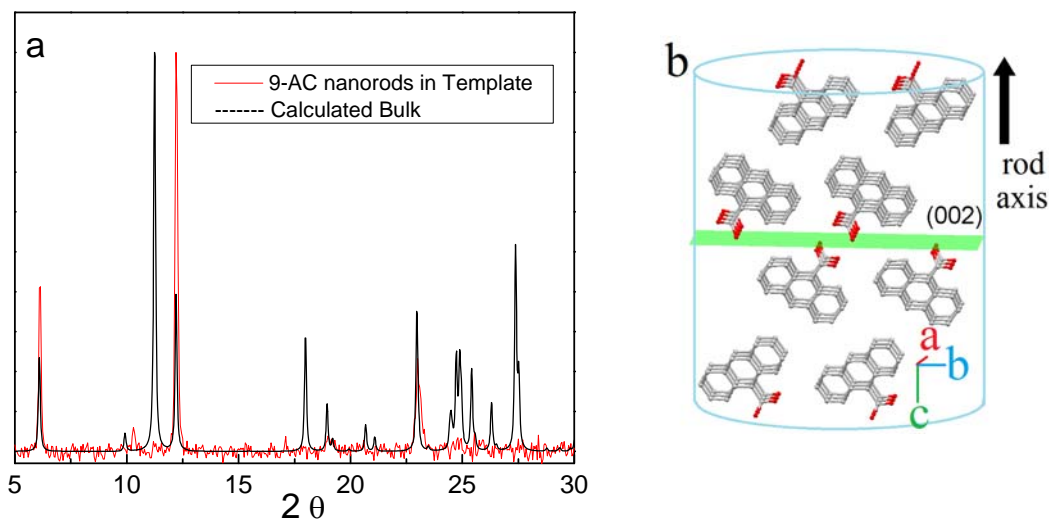 a
9-AC nanorods in Template
Calculated Bulk
5 10 15 20 25 30
2 θ
b
rod
axis
(002)
a
b
c